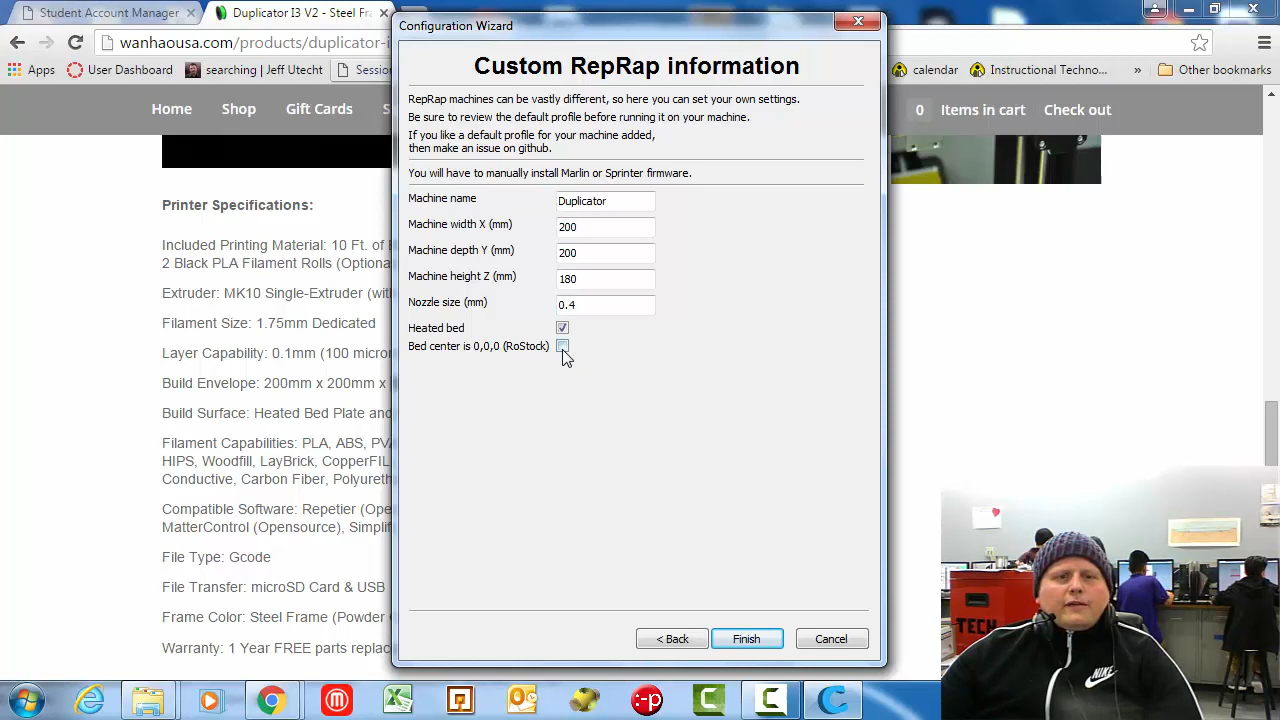 Student Account Manager
Duplicator I3 V2 - Steel Fra
Configuration Wizard
wanhaousa.com/products/duplicator-i
Apps
User Dashboard
searching | Jeff Utecht
Session
calendar
Instructional Techno...
»
Other bookmarks
Home
Shop
Gift Cards
S
0
Items in cart
Check out
Custom RepRap information
RepRap machines can be vastly different, so here you can set your own settings.
Be sure to review the default profile before running it on your machine.
If you like a default profile for your machine added,
then make an issue on github.
You will have to manually install Marlin or Sprinter firmware.
Machine name
Duplicator
Machine width X (mm)
200
Machine depth Y (mm)
200
Machine height Z (mm)
180
Nozzle size (mm)
0.4
Heated bed
Bed center is 0,0,0 (RoStock)
< Back
Finish
Cancel
Printer Specifications:
Included Printing Material: 10 Ft. of
2 Black PLA Filament Rolls (Optiona
Extruder: MK10 Single-Extruder (wit
Filament Size: 1.75mm Dedicated
Layer Capability: 0.1mm (100 micron
Build Envelope: 200mm x 200mm x
Build Surface: Heated Bed Plate and
Filament Capabilities: PLA, ABS, PV
HIPS, Woodfill, LayBrick, CopperFIL
Conductive, Carbon Fiber, Polyureth
Compatible Software: Repetier (Open
MatterControl (Opensource), Simplif
File Type: Gcode
File Transfer: microSD Card & USB
Frame Color: Steel Frame (Powder
Warranty: 1 Year FREE parts replac
TECH
NIKE